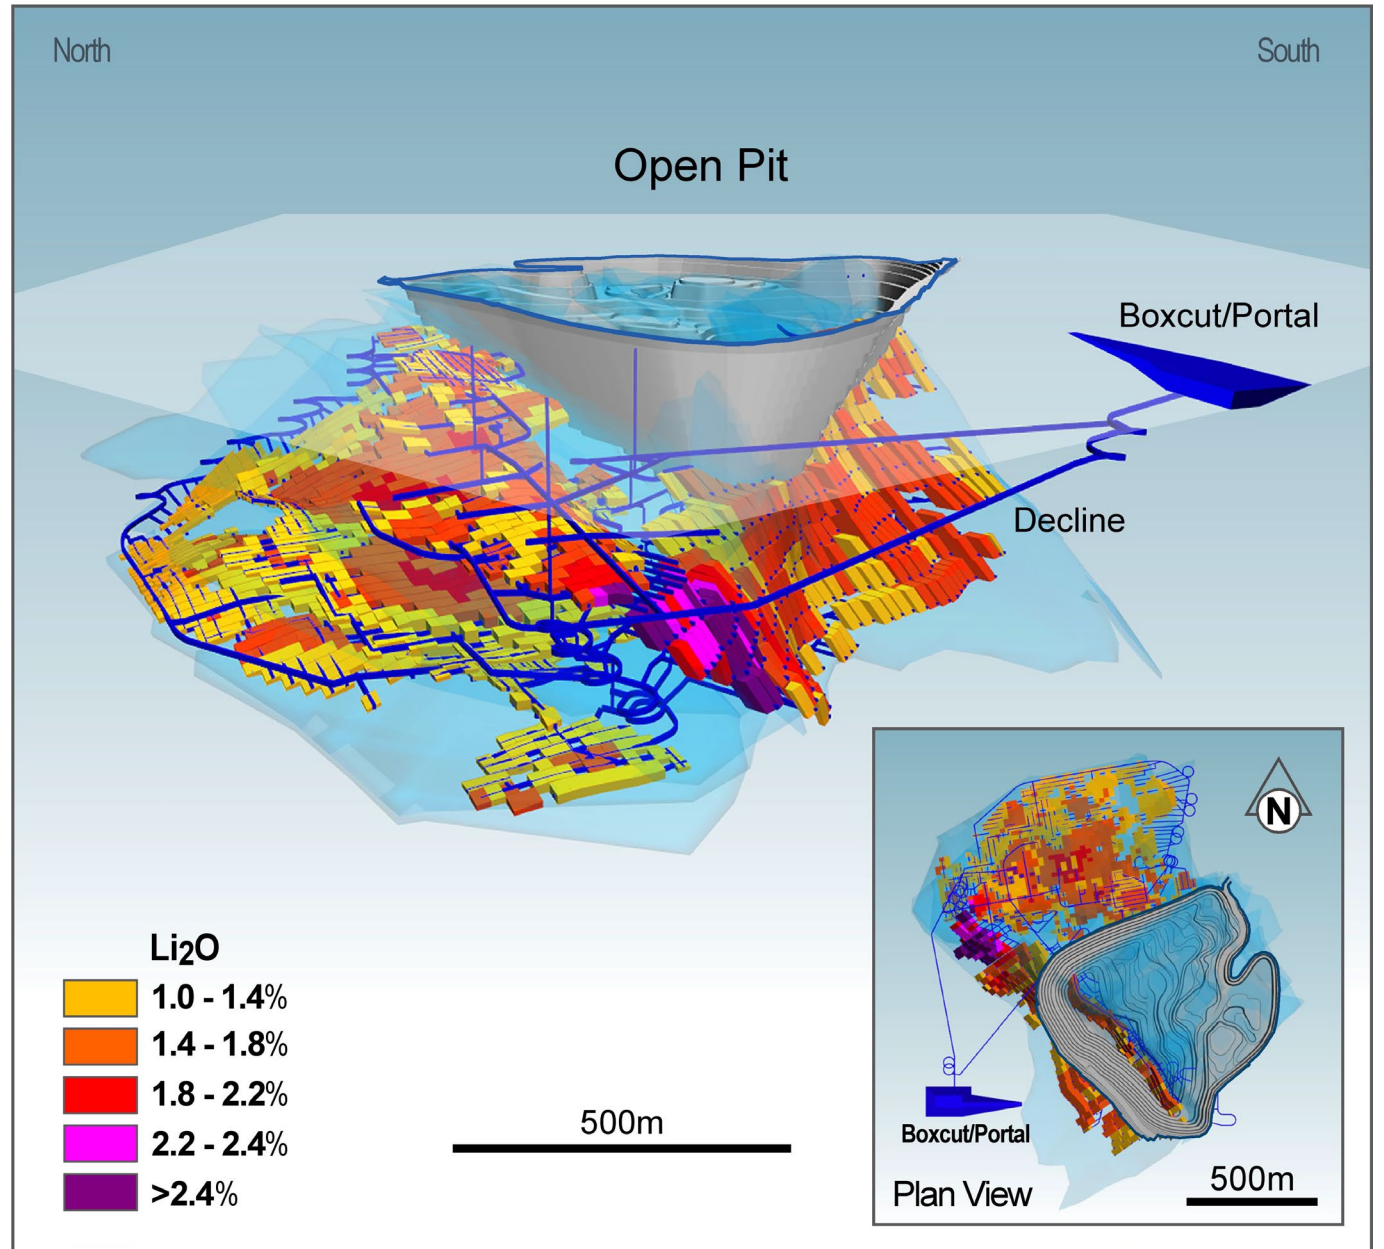 North
South
Open Pit
Boxcut/Portal
Decline
Li2O
1.0 - 1.4%
1.4 - 1.8%
1.8 - 2.2%
2.2 - 2.4%
>2.4%
500m
N
Boxcut/Portal
Plan View
500m